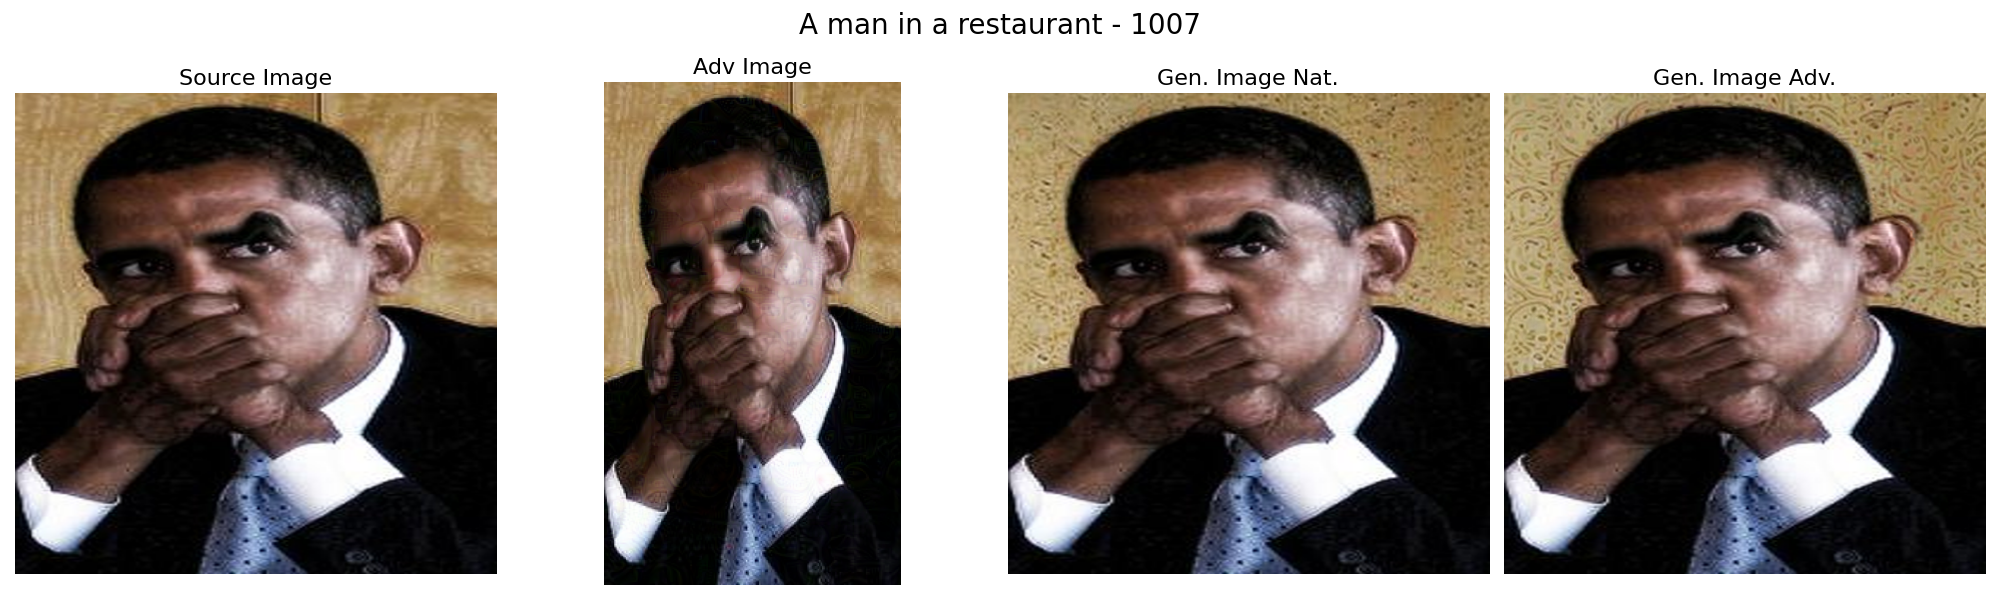 A man in a restaurant - 1007
Source Image
Adv Image
Gen. Image Nat.
Gen. Image Adv.